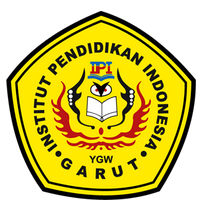 INSTITUT PENDIDIKAN INDONESIA
IPI
YGW
GARUT